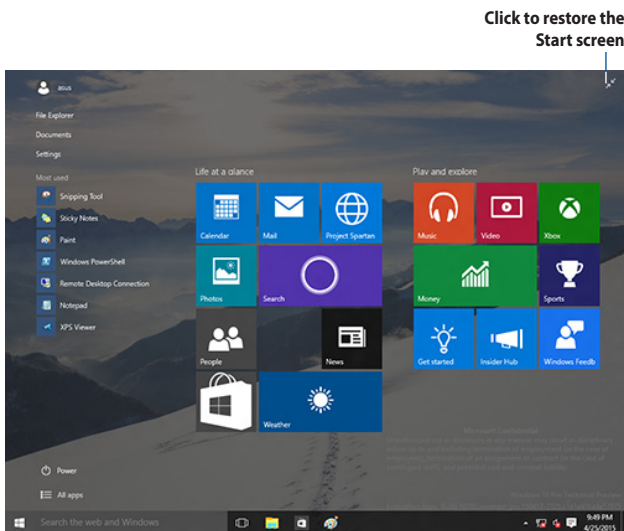 Click to restore the
Start screen
asus
File Explorer
Documents
Settings
Most used
Snipping Tool
Sticky Notes
Paint
Windows PowerShell
Remote Desktop Connection
Notepad
XPS Viewer
Power
All apps
Life at a glance
Calendar
Mail
Project Spartan
Photos
Search
People
News
Weather
Play and explore
Music
Video
Xbox
Money
Sports
Get started
Insider Hub
Windows Feedb
Microsoft Confidential
Search the web and Windows
9:49 PM
4/25/2015